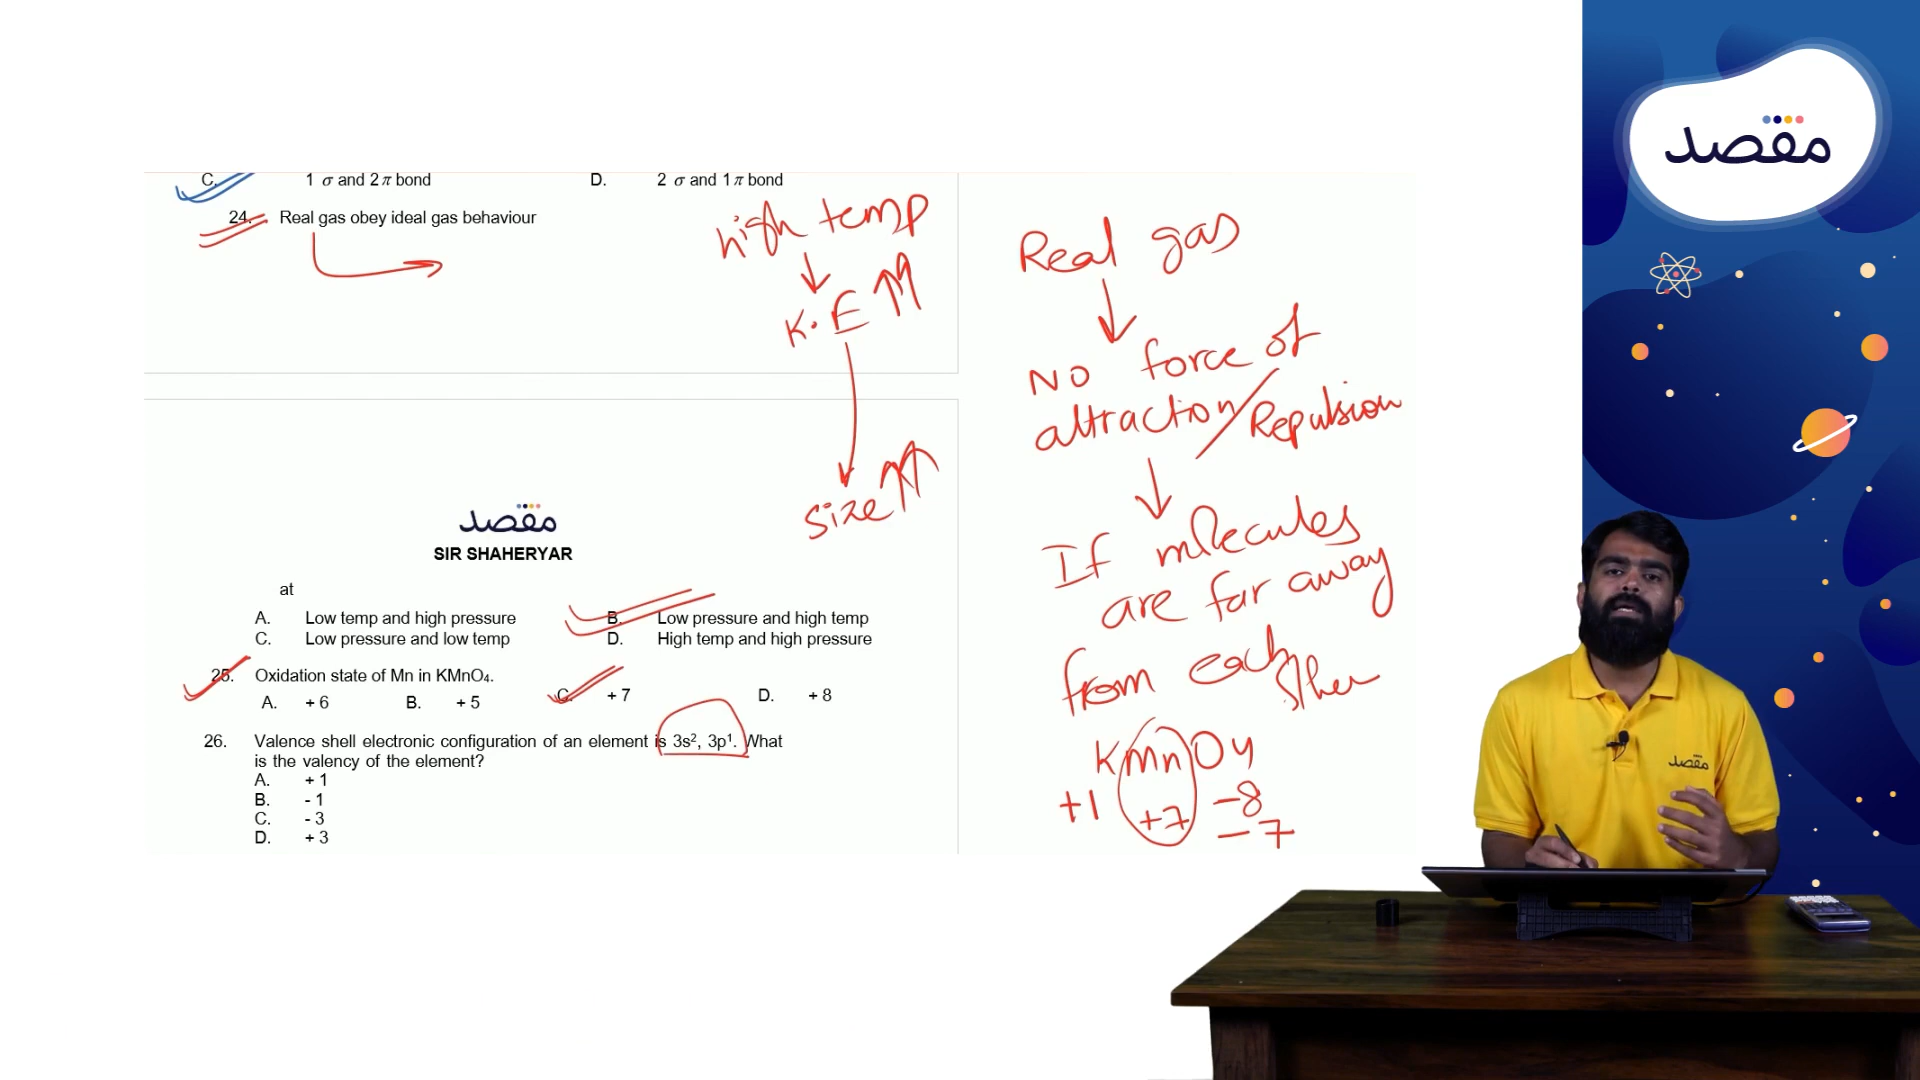 C. 1 σ and 2 π bond D. 2 σ and 1 π bond
24. Real gas obey ideal gas behaviour
high temp
K.E
size
مقصد
SIR SHAHERYAR
at
A. Low temp and high pressure B. Low pressure and high temp
C. Low pressure and low temp D. High temp and high pressure
25. Oxidation state of Mn in KMnO₄.
A. + 6 B. + 5 C. + 7 D. + 8
26. Valence shell electronic configuration of an element is 3s², 3p¹. What
is the valency of the element?
A. + 1
B. - 1
C. - 3
D. + 3
Real gas
No force of
attraction/Repulsion
If molecules
are far away
from each
other
KMnO4
+1 +7 -8
-7
مقصد
مقصد